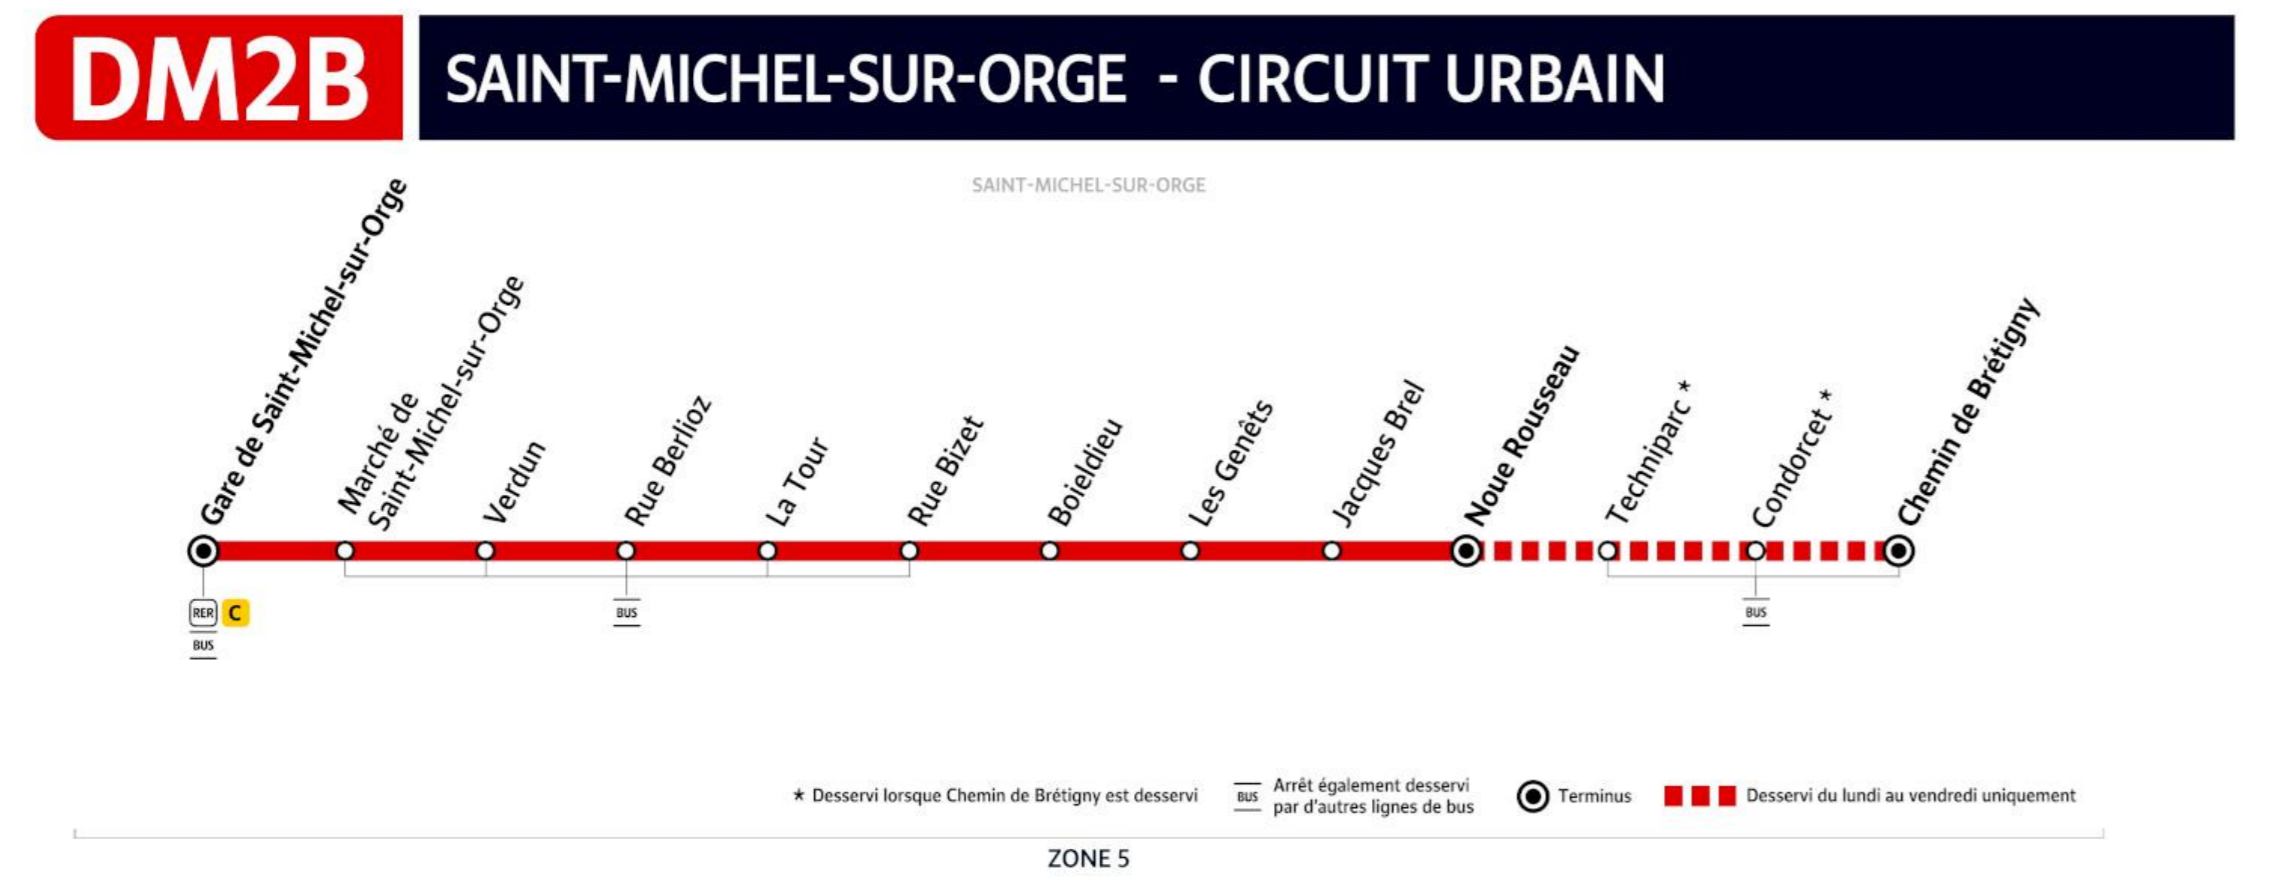 DM2B
SAINT-MICHEL-SUR-ORGE - CIRCUIT URBAIN
SAINT-MICHEL-SUR-ORGE
Gare de Saint-Michel-sur-Orge
Marché de
Saint-Michel-sur-Orge
Verdun
Rue Berlioz
La Tour
Rue Bizet
Boieldieu
Les Genêts
Jacques Brel
Noue Rousseau
Techniparc *
Condorcet *
Chemin de Brétigny
RER C
BUS
BUS
BUS
* Desservi lorsque Chemin de Brétigny est desservi
BUS
Arrêt également desservi
par d'autres lignes de bus
Terminus
Desservi du lundi au vendredi uniquement
ZONE 5